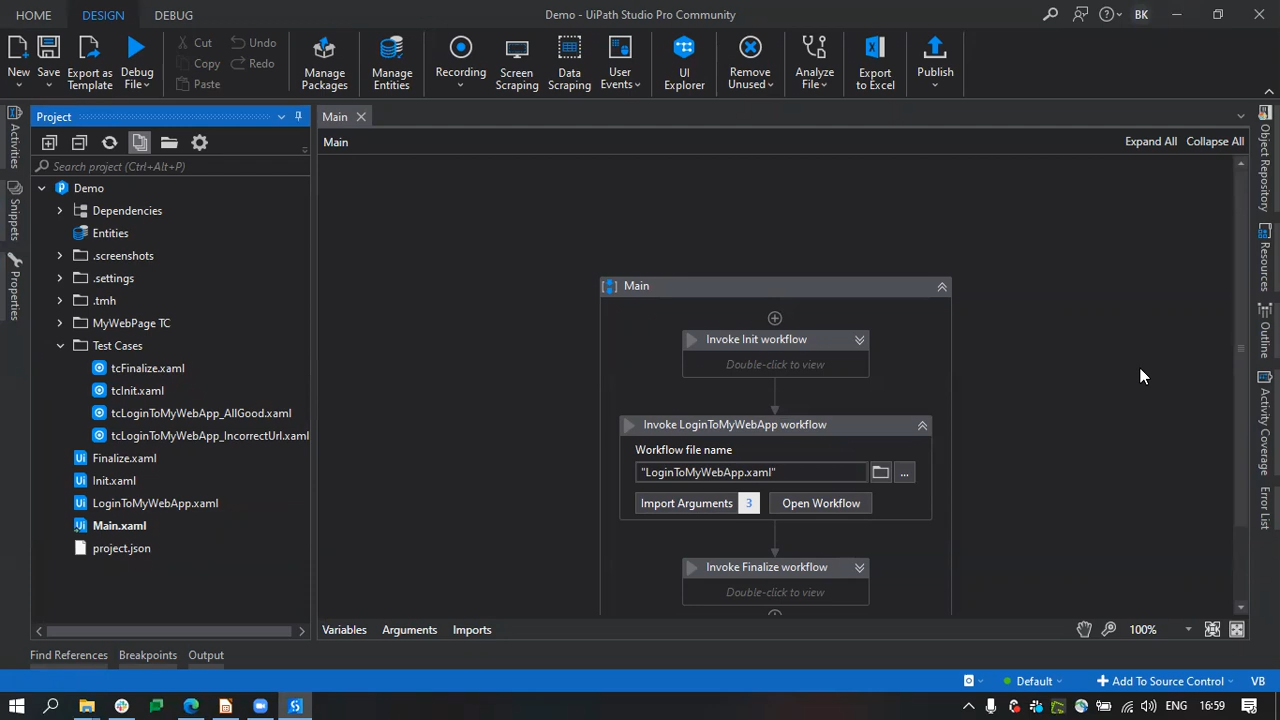 HOME DESIGN DEBUG
Demo - UiPath Studio Pro Community
BK
New
Save
Export as Template
Debug File
Cut
Copy
Paste
Undo
Redo
Manage Packages
Manage Entities
Recording
Screen Scraping
Data Scraping
User Events
UI Explorer
Remove Unused
Analyze File
Export to Excel
Publish
Activities
Snippets
Properties
Project
Search project (Ctrl+Alt+P)
Demo
Dependencies
Entities
.screenshots
.settings
.tmh
MyWebPage TC
Test Cases
tcFinalize.xaml
tcInit.xaml
tcLoginToMyWebApp_AllGood.xaml
tcLoginToMyWebApp_IncorrectUrl.xaml
Finalize.xaml
Init.xaml
LoginToMyWebApp.xaml
Main.xaml
project.json
Main
Main
Expand All Collapse All
Main
Invoke Init workflow
Double-click to view
Invoke LoginToMyWebApp workflow
Workflow file name
"LoginToMyWebApp.xaml"
...
Import Arguments 3 Open Workflow
Invoke Finalize workflow
Double-click to view
Variables Arguments Imports
100%
Object Repository
Resources
Outline
Activity Coverage
Error List
Find References Breakpoints Output
0 Default Add To Source Control VB
ENG 16:59